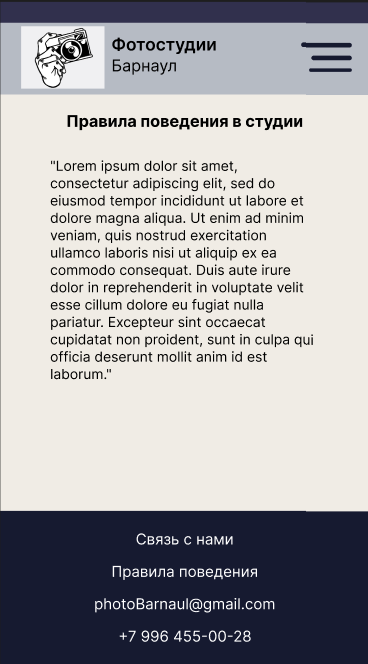 Фотостудии
Барнаул
Правила поведения в студии
"Lorem ipsum dolor sit amet,
consectetur adipiscing elit, sed do
eiusmod tempor incididunt ut labore et
dolore magna aliqua. Ut enim ad minim
veniam, quis nostrud exercitation
ullamco laboris nisi ut aliquip ex ea
commodo consequat. Duis aute irure
dolor in reprehenderit in voluptate velit
esse cillum dolore eu fugiat nulla
pariatur. Excepteur sint occaecat
cupidatat non proident, sunt in culpa qui
officia deserunt mollit anim id est
laborum."
Связь с нами
Правила поведения
photoBarnaul@gmail.com
+7 996 455-00-28